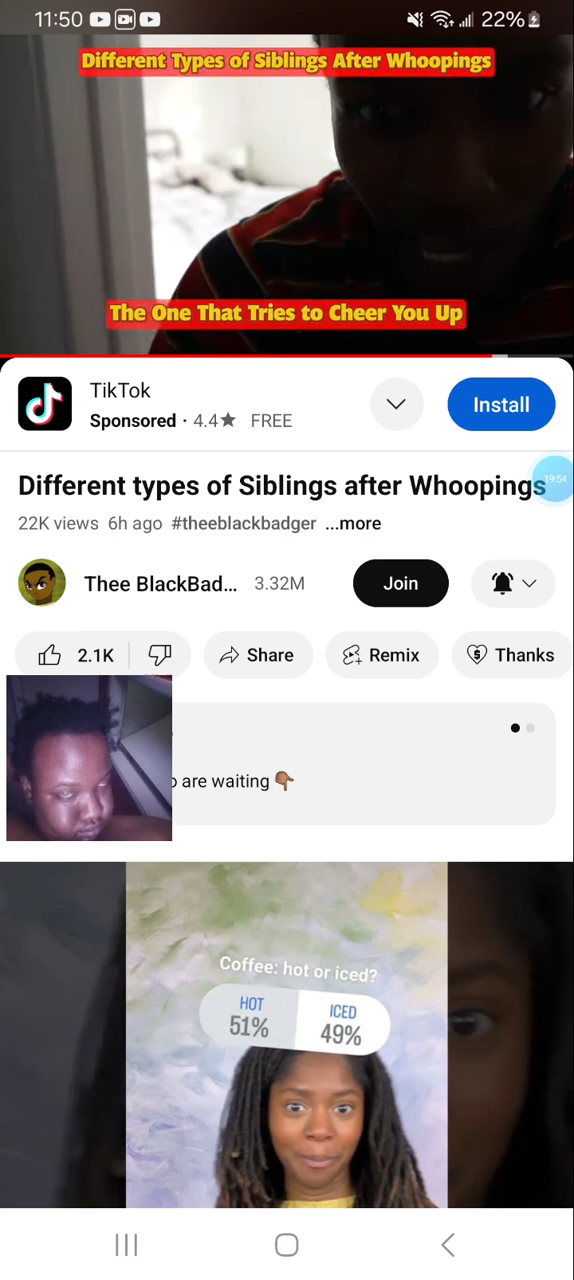 11:50
22%
Different Types of Siblings After Whoopings
The One That Tries to Cheer You Up
TikTok
Sponsored · 4.4★ FREE
Install
Different types of Siblings after Whoopings
19:54
22K views 6h ago #theeblackbadger ...more
Thee BlackBad... 3.32M
Join
2.1K
Share
Remix
Thanks
are waiting 👇🏾
Coffee: hot or iced?
HOT
51%
ICED
49%